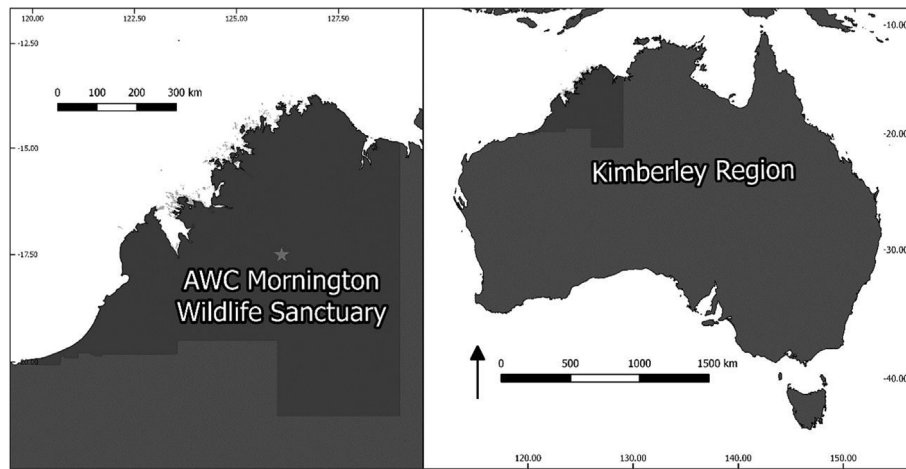 120.00 122.50 125.00 127.50
-12.50
0 100 200 300 km
-15.00
-17.50
AWC Mornington
Wildlife Sanctuary
-10.00
-20.00
Kimberley Region
-30.00
0 500 1000 1500 km
-40.00
120.00 130.00 140.00 150.00